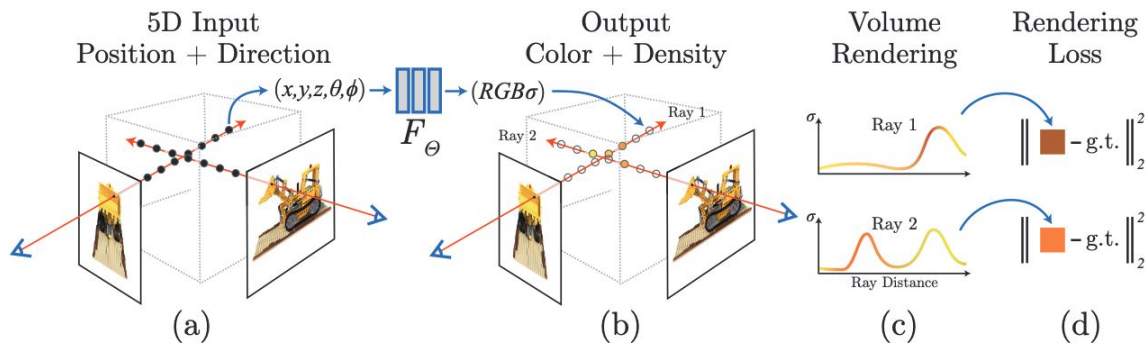 5D Input
Position + Direction
Output
Color + Density
Volume
Rendering
Rendering
Loss
(x,y,z,θ,ϕ)
F_Θ
(RGBσ)
Ray 1
Ray 2
σ
Ray 1
‖ – g.t. ‖₂²
σ
Ray 2
Ray Distance
‖ – g.t. ‖₂²
(a)
(b)
(c)
(d)